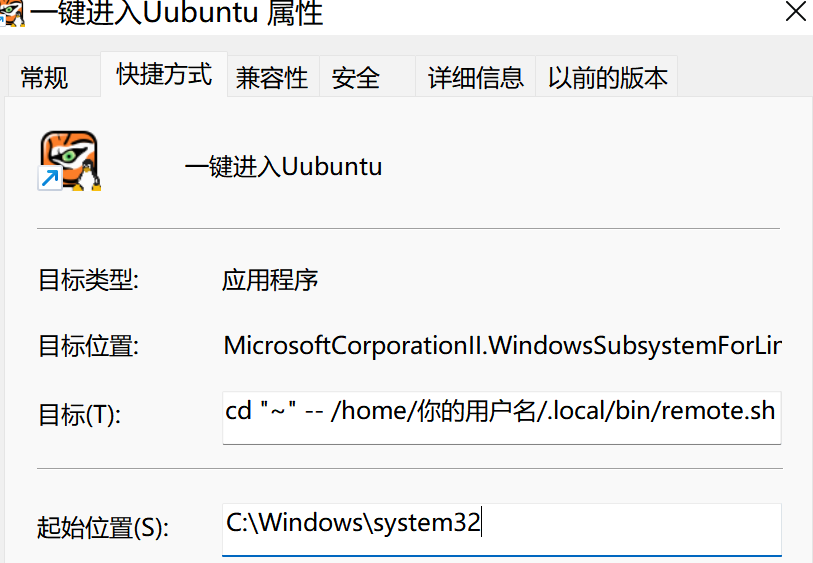 一键进入Uubuntu 属性
常规 快捷方式 兼容性 安全 详细信息 以前的版本
一键进入Uubuntu
目标类型: 应用程序
目标位置: MicrosoftCorporationII.WindowsSubsystemForLin
目标(T): cd "~" -- /home/你的用户名/.local/bin/remote.sh
起始位置(S): C:\Windows\system32